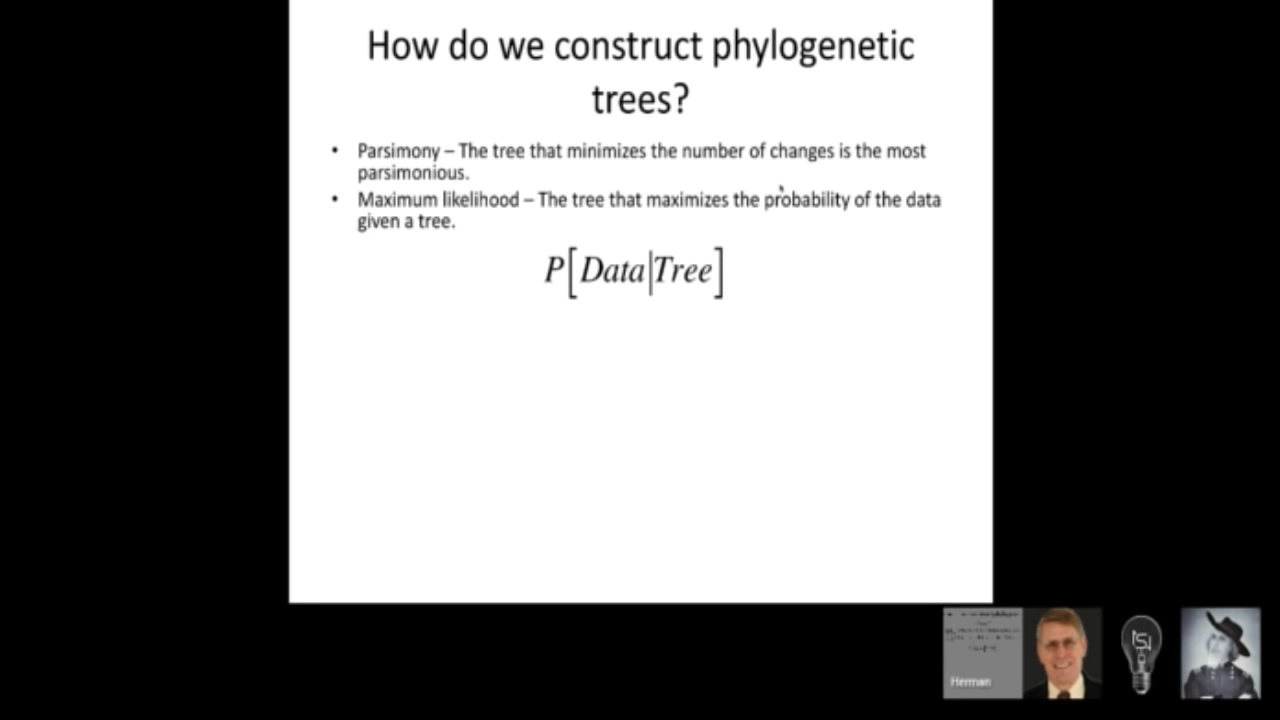 How do we construct phylogenetic
trees?
• Parsimony – The tree that minimizes the number of changes is the most
parsimonious.
• Maximum likelihood – The tree that maximizes the probability of the data
given a tree.
P[Data|Tree]
Herman